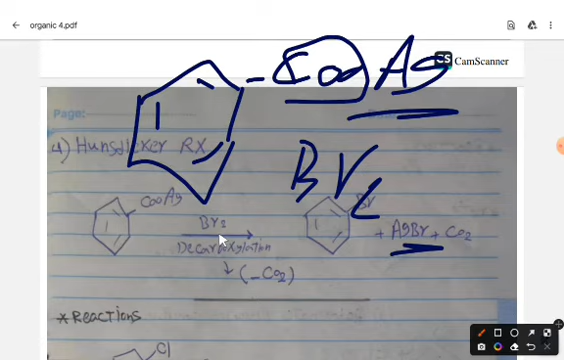 organic 4.pdf
COOAg
CS CamScanner
Page:
Br2
4) Hunsdicker RX
COOAg
Br2
Br
+ AgBr + CO2
Decarboxylation
↓ (-CO2)
*Reactions
Cl